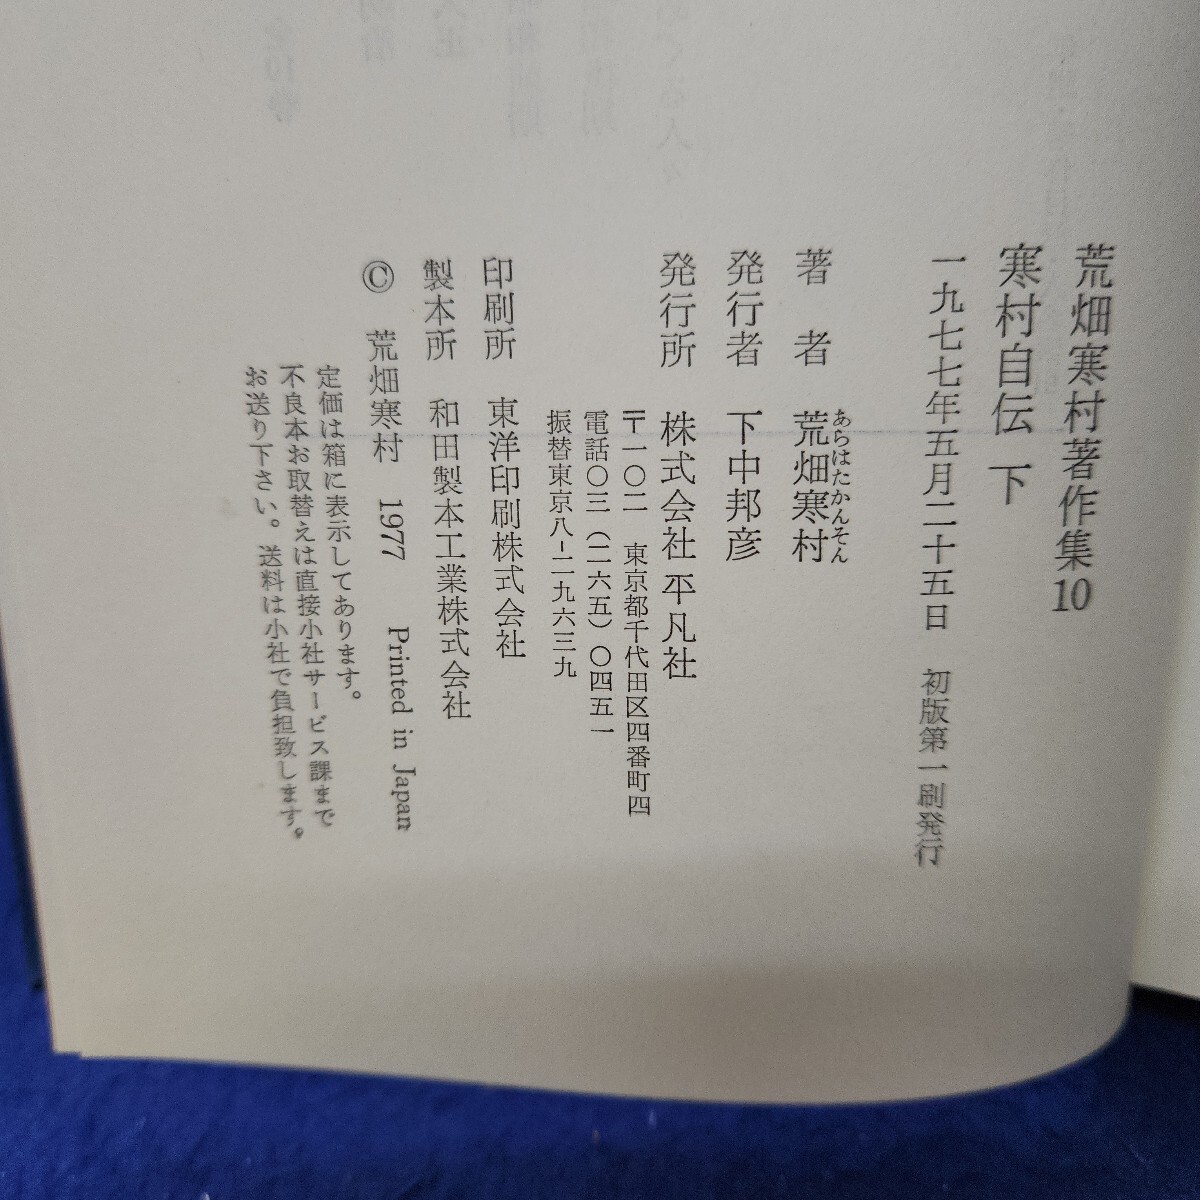 荒畑寒村著作集10
寒村自伝 下
一九七七年五月二十五日 初版第一刷発行
著者 荒畑寒村
あらはたかんそん
発行者 下中邦彦
発行所 株式会社 平凡社
〒一〇二 東京都千代田区四番町四
電話〇三(二六五)〇四五一
振替東京八-二九六三九
印刷所 東洋印刷株式会社
製本所 和田製本工業株式会社
© 荒畑寒村 1977 Printed in Japan
定価は箱に表示してあります。
不良本お取替えは直接小社サービス課まで
お送り下さい。送料は小社で負担致します。